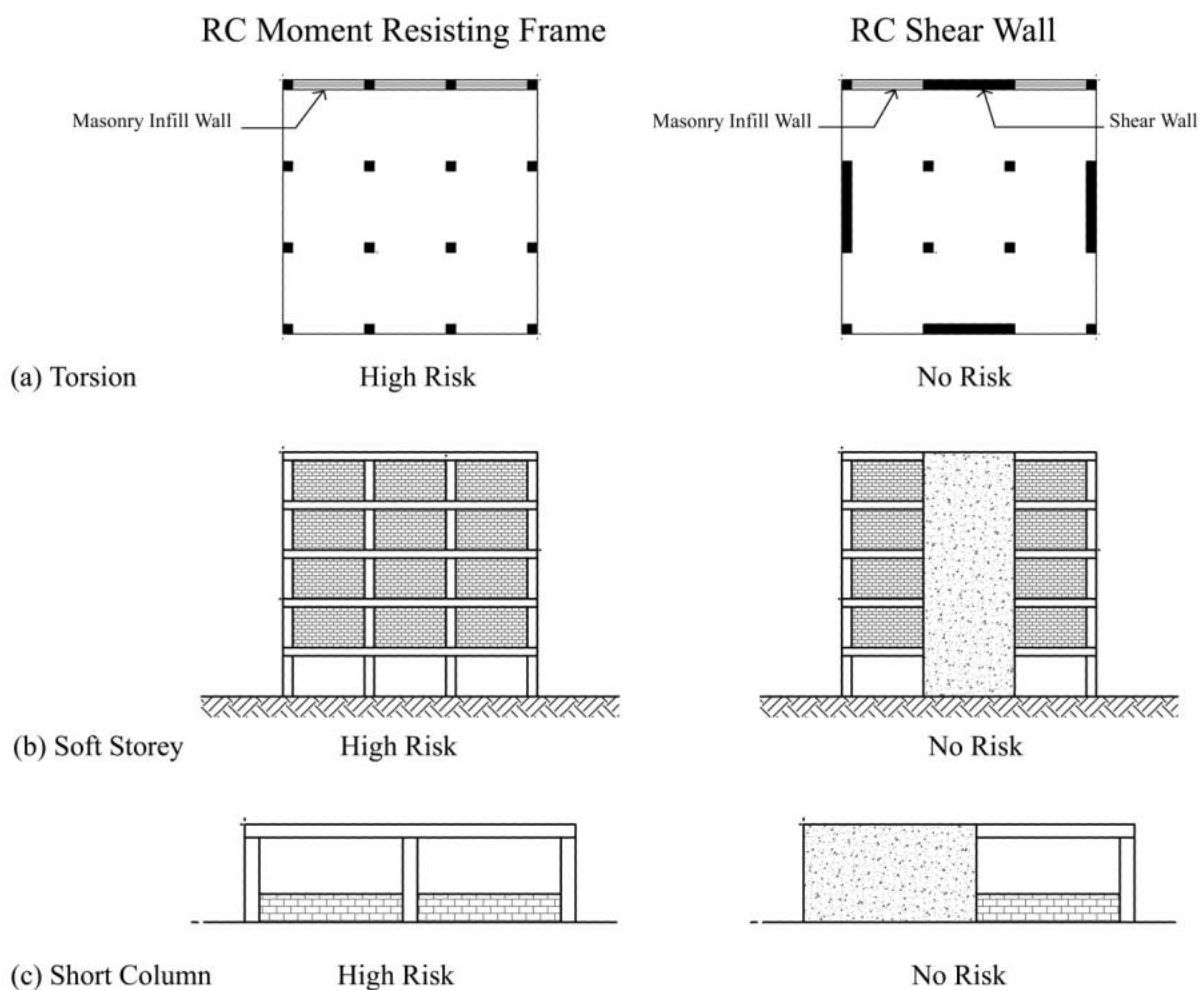 RC Moment Resisting Frame
RC Shear Wall
Masonry Infill Wall
Masonry Infill Wall
Shear Wall
(a) Torsion
High Risk
No Risk
(b) Soft Storey
High Risk
No Risk
(c) Short Column
High Risk
No Risk